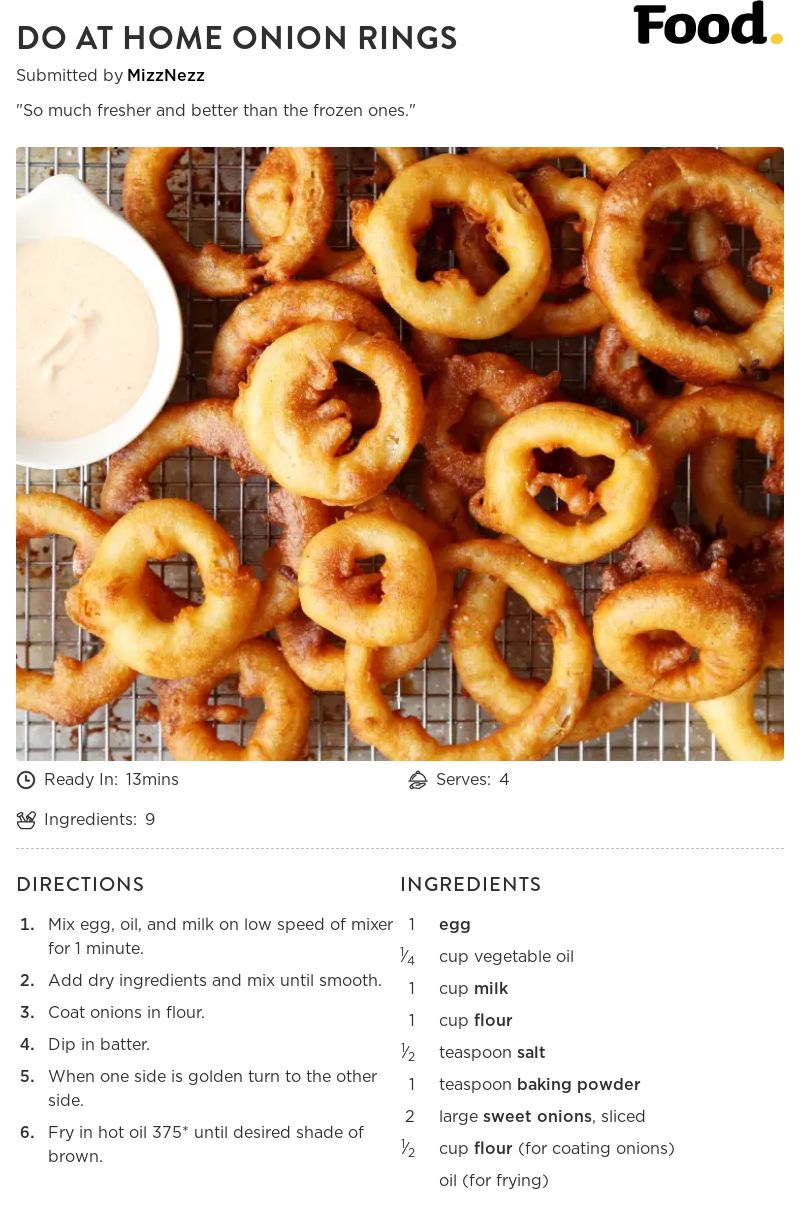 DO AT HOME ONION RINGS
Food.
Submitted by MizzNezz
"So much fresher and better than the frozen ones."
Ready In: 13mins
Serves: 4
Ingredients: 9
DIRECTIONS
1. Mix egg, oil, and milk on low speed of mixer
for 1 minute.
2. Add dry ingredients and mix until smooth.
3. Coat onions in flour.
4. Dip in batter.
5. When one side is golden turn to the other
side.
6. Fry in hot oil 375* until desired shade of
brown.
INGREDIENTS
1 egg
1⁄4 cup vegetable oil
1 cup milk
1 cup flour
1⁄2 teaspoon salt
1 teaspoon baking powder
2 large sweet onions, sliced
1⁄2 cup flour (for coating onions)
oil (for frying)